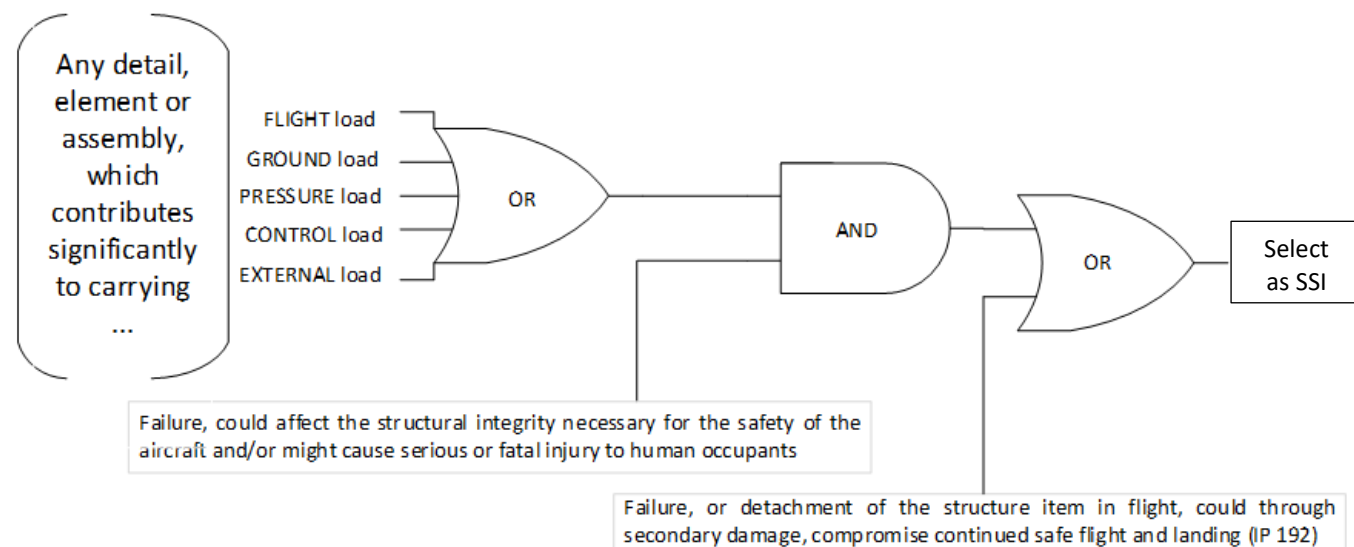 Any detail,
element or
assembly,
which
contributes
significantly
to carrying
...
FLIGHT load
GROUND load
PRESSURE load
CONTROL load
EXTERNAL load
OR
AND
OR
Select
as SSI
Failure, could affect the structural integrity necessary for the safety of the
aircraft and/or might cause serious or fatal injury to human occupants
Failure, or detachment of the structure item in flight, could through
secondary damage, compromise continued safe flight and landing (IP 192)